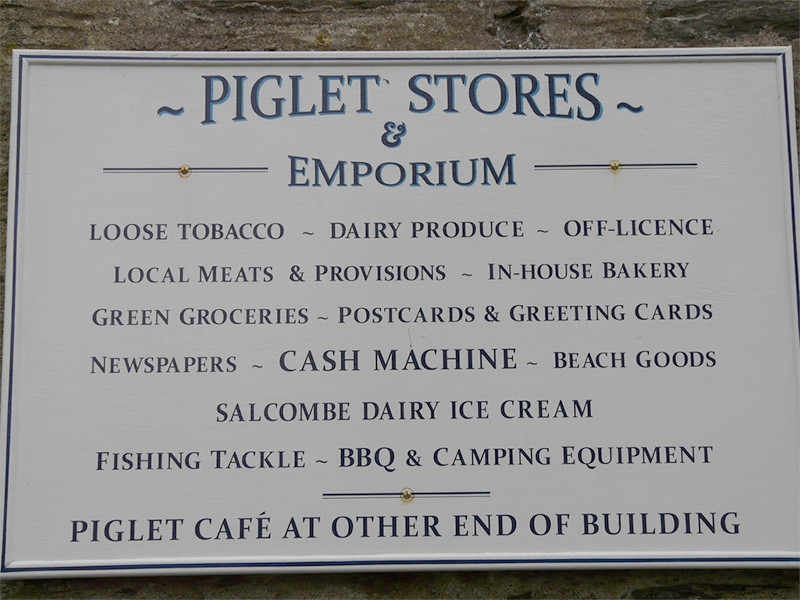 ~ PIGLET STORES ~
&
EMPORIUM
LOOSE TOBACCO ~ DAIRY PRODUCE ~ OFF-LICENCE
LOCAL MEATS & PROVISIONS ~ IN-HOUSE BAKERY
GREEN GROCERIES ~ POSTCARDS & GREETING CARDS
NEWSPAPERS ~ CASH MACHINE ~ BEACH GOODS
SALCOMBE DAIRY ICE CREAM
FISHING TACKLE ~ BBQ & CAMPING EQUIPMENT
PIGLET CAFÉ AT OTHER END OF BUILDING